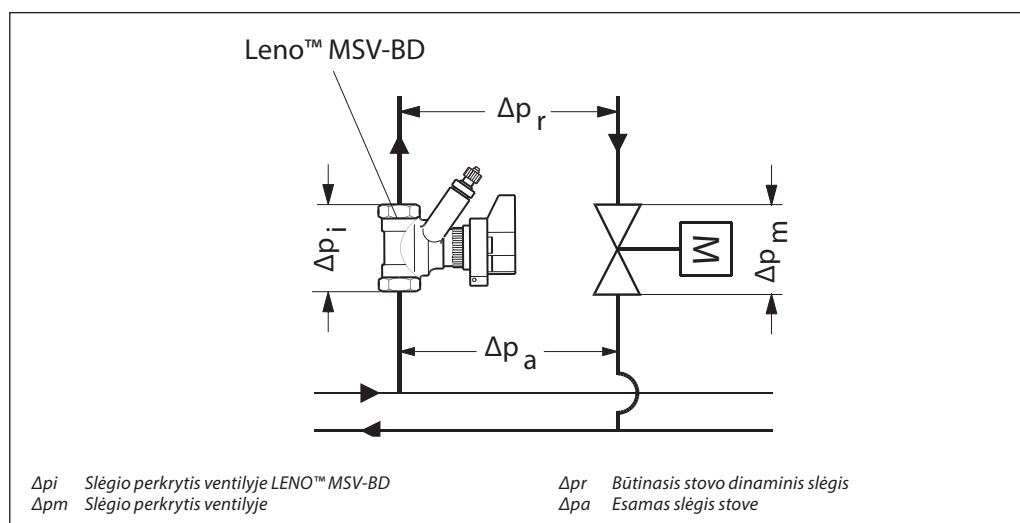 Leno™ MSV-BD
Δp r
Δp i
M
Δp m
Δp a
Δpi Slėgio perkrytis ventilyje LENO™ MSV-BD
Δpm Slėgio perkrytis ventilyje
Δpr Būtinasis stovo dinaminis slėgis
Δpa Esamas slėgis stove